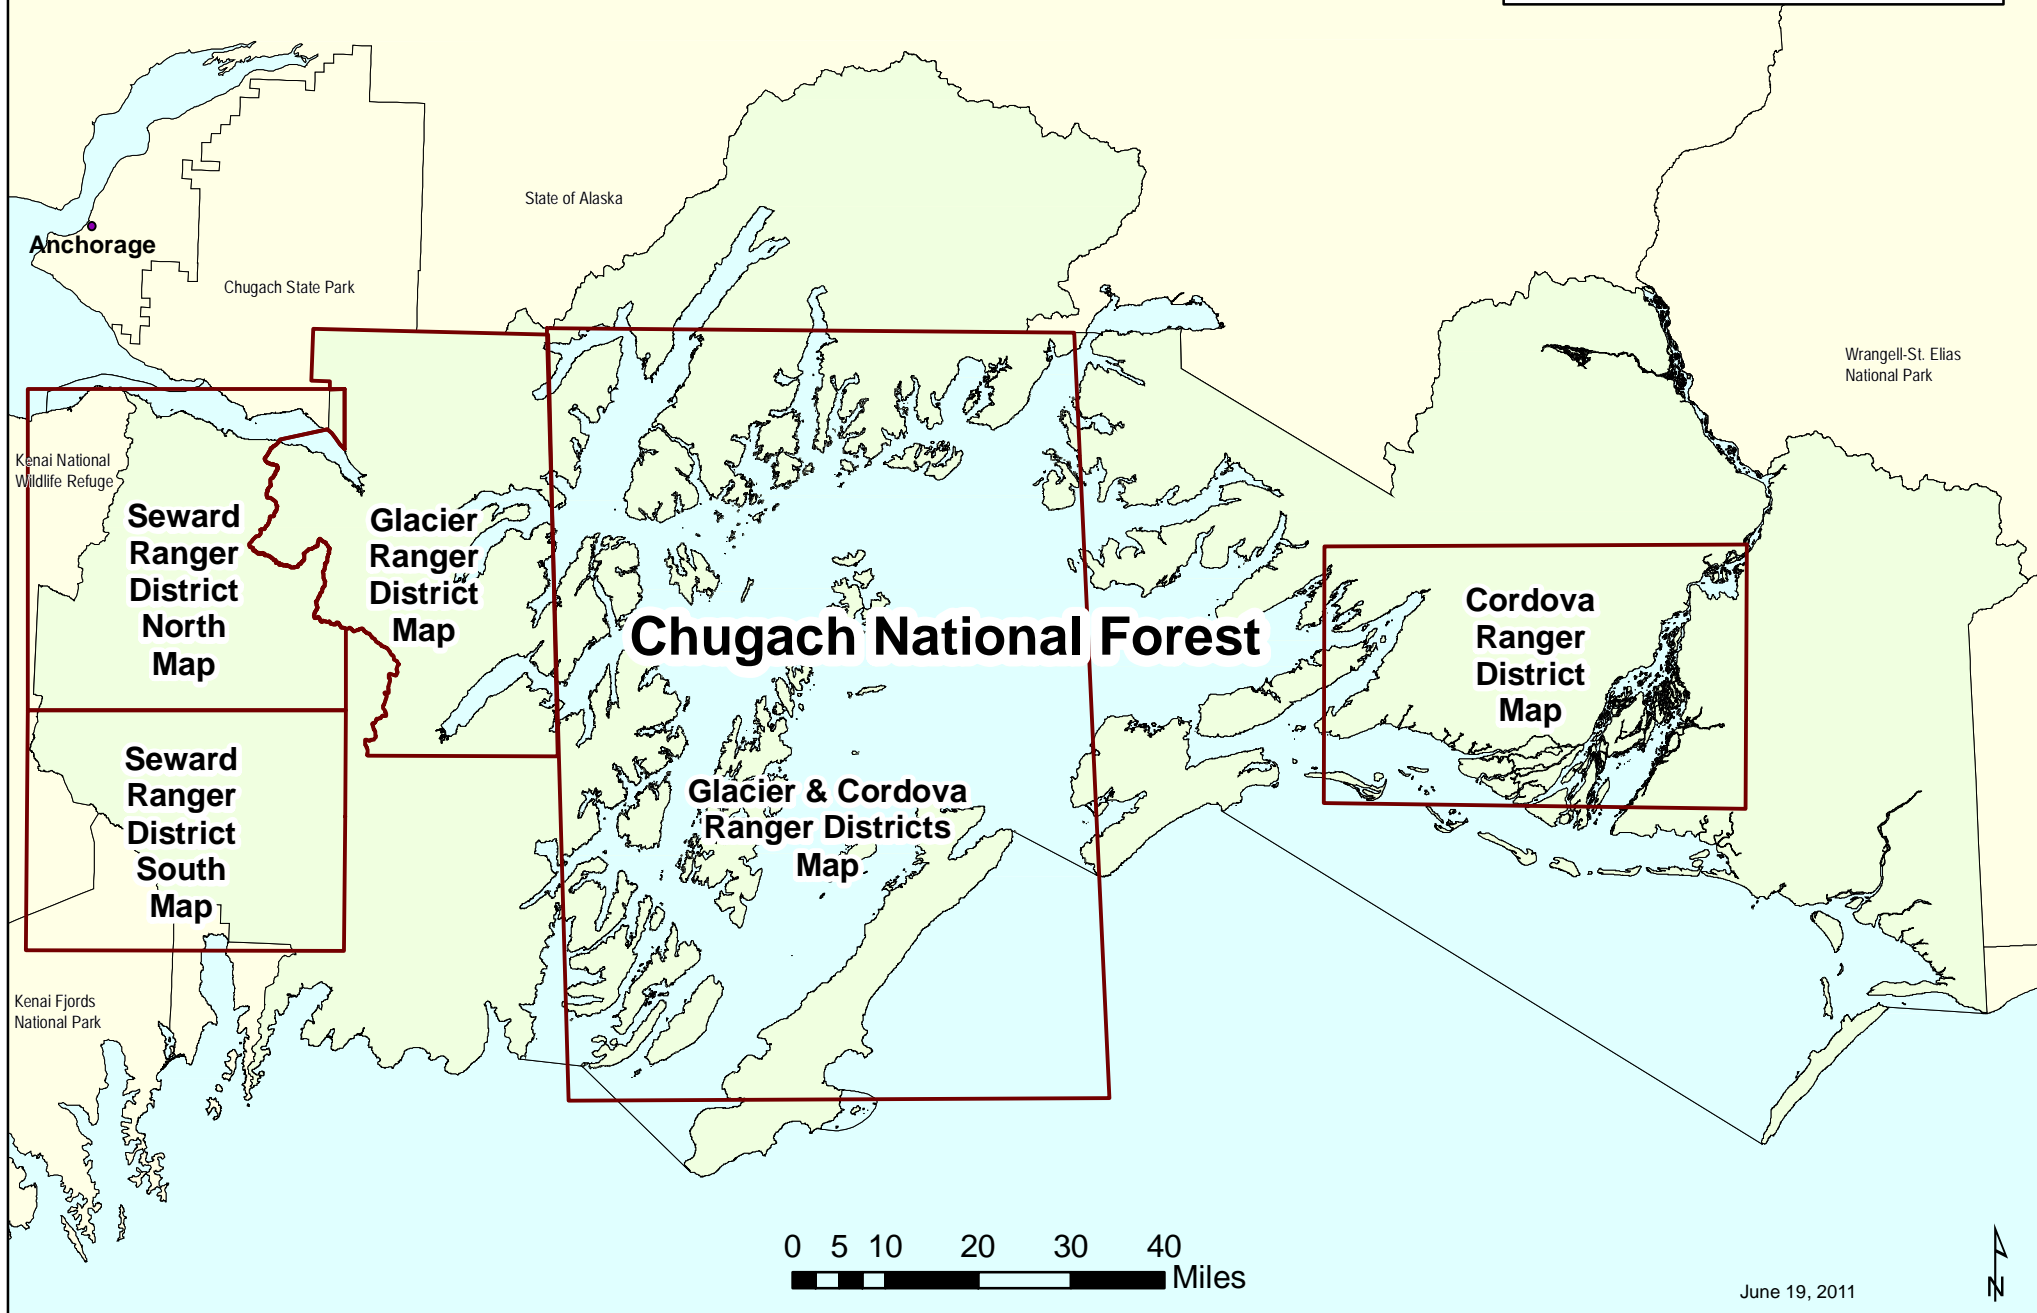 State of Alaska
Anchorage
Chugach State Park
Wrangell-St. Elias
National Park
Kenai National
Wildlife Refuge
Seward
Ranger
District
North
Map
Glacier
Ranger
District
Map
Chugach National Forest
Cordova
Ranger
District
Map
Seward
Ranger
District
South
Map
Glacier & Cordova
Ranger Districts
Map
Kenai Fjords
National Park
0 5 10 20 30 40
Miles
June 19, 2011
N